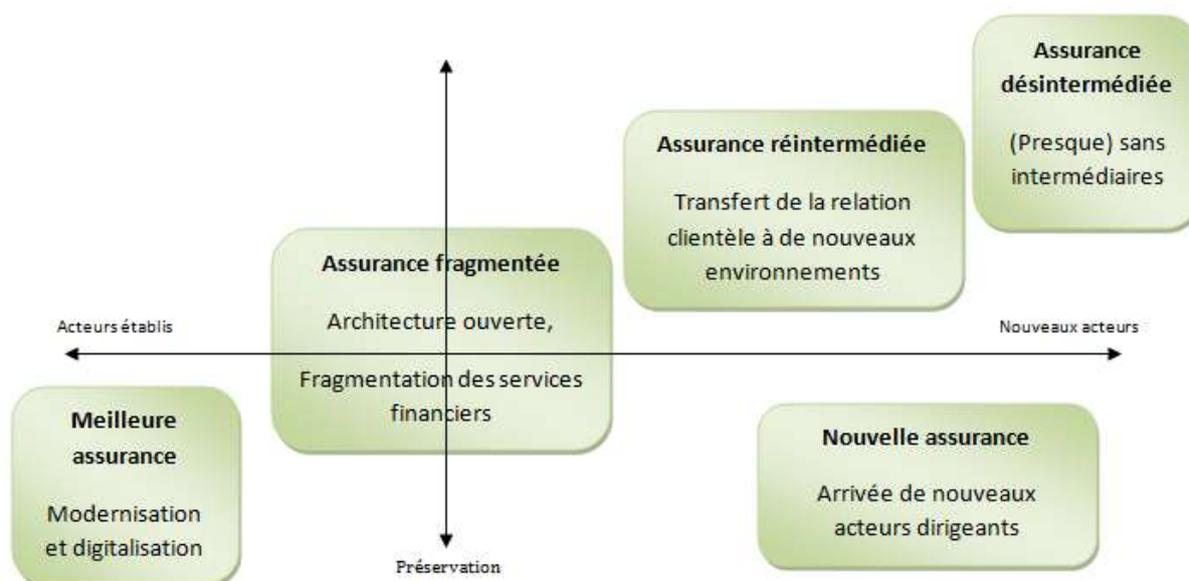 Assurance
désintermédiée
(Presque) sans
intermédiaires
Assurance réintermédiée
Transfert de la relation
clientèle à de nouveaux
environnements
Assurance fragmentée
Architecture ouverte,
Fragmentation des services
financiers
Acteurs établis
Nouveaux acteurs
Meilleure
assurance
Modernisation
et digitalisation
Nouvelle assurance
Arrivée de nouveaux
acteurs dirigeants
Préservation